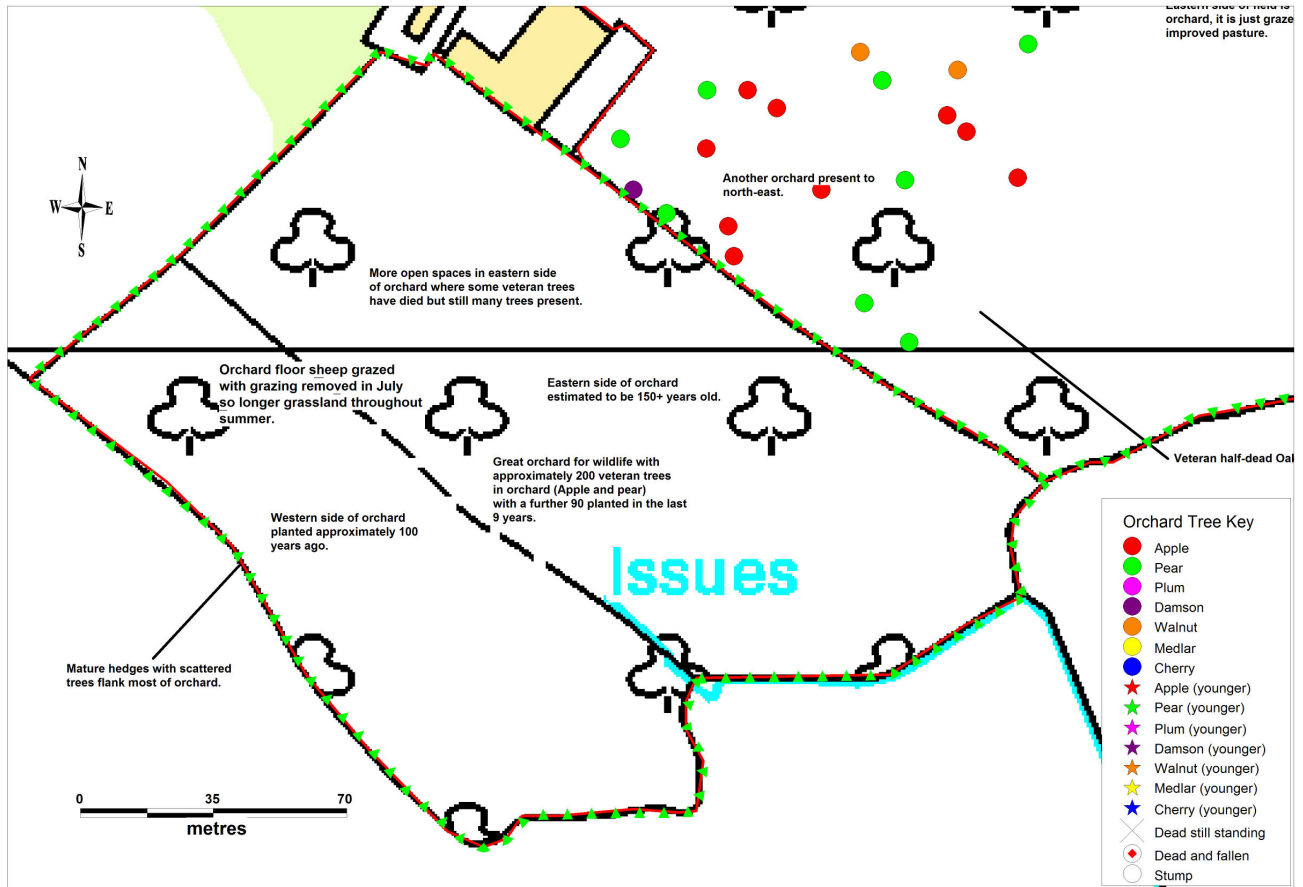 Eastern side of field is
orchard, it is just graze
improved pasture.
Another orchard present to
north-east.
N
W
E
S
More open spaces in eastern side
of orchard where some veteran trees
have died but still many trees present.
Orchard floor sheep grazed
with grazing removed in July
so longer grassland throughout
summer.
Eastern side of orchard
estimated to be 150+ years old.
Great orchard for wildlife with
approximately 200 veteran trees
in orchard (Apple and pear)
with a further 90 planted in the last
9 years.
Veteran half-dead Oak
Western side of orchard
planted approximately 100
years ago.
Issues
Mature hedges with scattered
trees flank most of orchard.
0
35
70
metres
Orchard Tree Key
Apple
Pear
Plum
Damson
Walnut
Medlar
Cherry
Apple (younger)
Pear (younger)
Plum (younger)
Damson (younger)
Walnut (younger)
Medlar (younger)
Cherry (younger)
Dead still standing
Dead and fallen
Stump